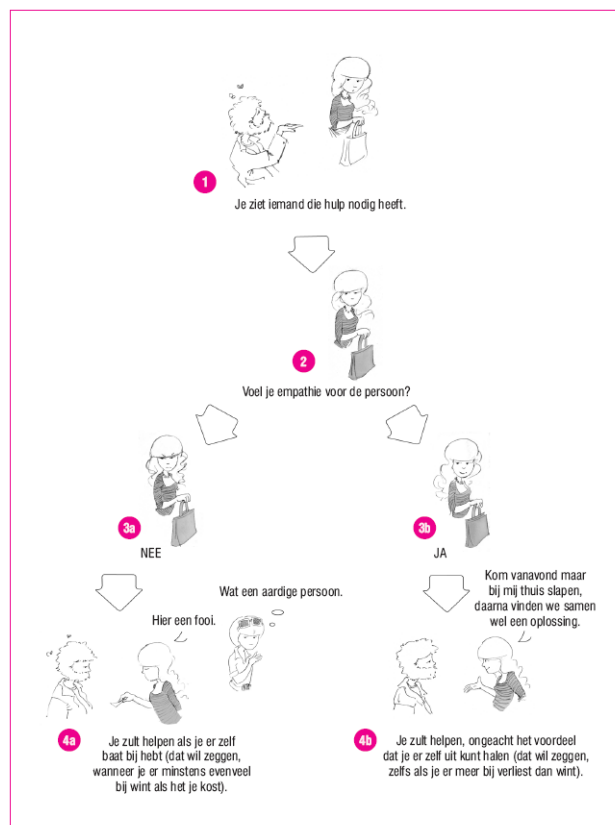 1
Je ziet iemand die hulp nodig heeft.
2
Voel je empathie voor de persoon?
3a
NEE
3b
JA
Wat een aardige persoon.
Hier een fooi.
4a
Je zult helpen als je er zelf
baat bij hebt (dat wil zeggen,
wanneer je er minstens evenveel
bij wint als het je kost).
Kom vanavond maar
bij mij thuis slapen,
daarna vinden we samen
wel een oplossing.
4b
Je zult helpen, ongeacht het voordeel
dat je er zelf uit kunt halen (dat wil zeggen,
zelfs als je er meer bij verliest dan wint).